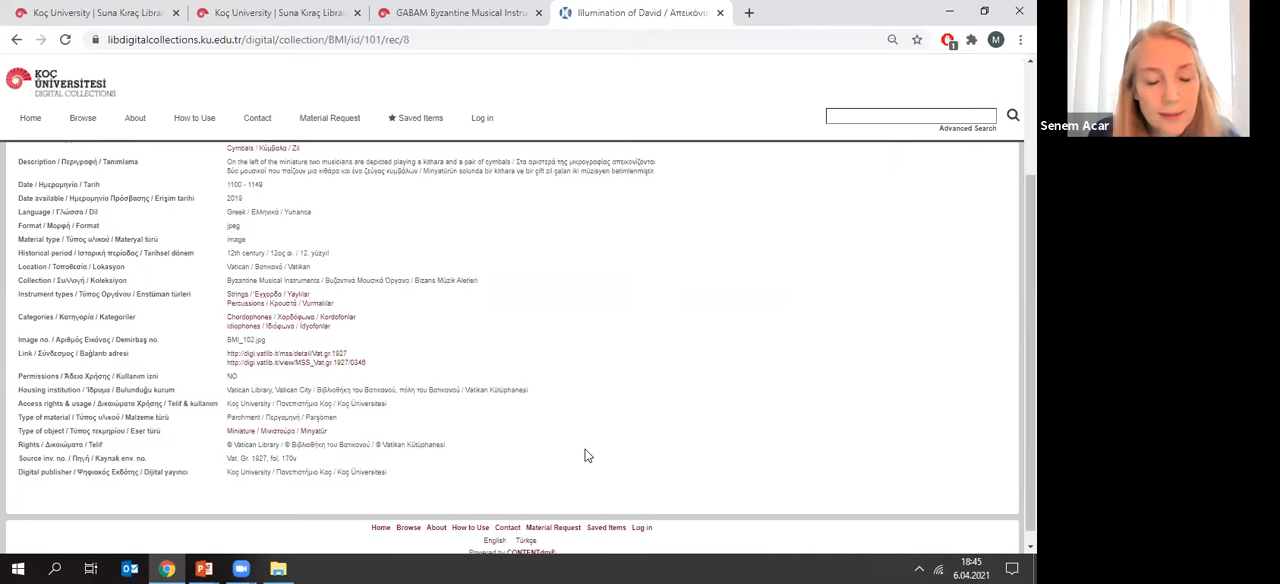 Koç University | Suna Kıraç Libra
Koç University | Suna Kıraç Librar
GABAM Byzantine Musical Instru
Illumination of David / Απεικόνι
libdigitalcollections.ku.edu.tr/digital/collection/BMI/id/101/rec/8
1
M
KOÇ
ÜNİVERSİTESİ
DIGITAL COLLECTIONS
Home Browse About How to Use Contact Material Request ★ Saved Items Log in
Advanced Search
Senem Acar
Cymbals / Κύμβαλα / Zil
Description / Περιγραφή / Tanımlama On the left of the miniature two musicians are depicted playing a kithara and a pair of cymbals / Στα αριστερά της μικρογραφίας απεικονίζονται
δύο μουσικοί που παίζουν μια κιθάρα και ένα ζεύγος κυμβάλων / Minyatürün solunda bir kithara ve bir çift zil çalan iki müzisyen betimlenmiştir.
Date / Ημερομηνία / Tarih 1100 - 1149
Date available / Ημερομηνία Πρόσβασης / Erişim tarihi 2019
Language / Γλώσσα / Dil Greek / Ελληνικά / Yunanca
Format / Μορφή / Format jpeg
Material type / Τύπος υλικού / Materyal türü image
Historical period / Ιστορική περίοδος / Tarihsel dönem 12th century / 12ος αι. / 12. yüzyıl
Location / Τοποθεσία / Lokasyon Vatican / Βατικανό / Vatikan
Collection / Συλλογή / Koleksiyon Byzantine Musical Instruments / Βυζαντινά Μουσικά Όργανα / Bizans Müzik Aletleri
Instrument types / Τύπος Οργάνου / Enstüman türleri Strings / Έγχορδα / Yaylılar
Percussions / Κρουστά / Vurmalılar
Categories / Κατηγορία / Kategoriler Chordophones / Χορδόφωνα / Kordofonlar
Idiophones / Ιδιόφωνα / İdyofonlar
Image no. / Αριθμός Εικόνας / Demirbaş no. BMI_102.jpg
Link / Σύνδεσμος / Bağlantı adresi http://digi.vatlib.it/mss/detail/Vat.gr.1927
http://digi.vatlib.it/view/MSS_Vat.gr.1927/0346
Permissions / Άδεια Χρήσης / Kullanım izni NO
Housing institution / Ίδρυμα / Bulunduğu kurum Vatican Library, Vatican City / Βιβλιοθήκη του Βατικανού, πόλη του Βατικανού / Vatikan Kütüphanesi
Access rights & usage / Δικαιώματα Χρήσης / Telif & kullanım Koç University / Πανεπιστήμιο Κοç / Koç Üniversitesi
Type of material / Τύπος υλικού / Malzeme türü Parchment / Περγαμηνή / Parşömen
Type of object / Τύπος τεκμηρίου / Eser türü Miniature / Μινιατούρα / Minyatür
Rights / Δικαιώματα / Telif © Vatican Library / © Βιβλιοθήκη του Βατικανού / © Vatikan Kütüphanesi
Source inv. no. / Πηγή / Kaynak env. no. Vat. Gr. 1927, fol. 170v
Digital publisher / Ψηφιακός Εκδότης / Dijital yayıncı Koç University / Πανεπιστήμιο Κοç / Koç Üniversitesi
Home Browse About How to Use Contact Material Request Saved Items Log in
English Türkçe
Powered by CONTENTdm®
18:45
6.04.2021